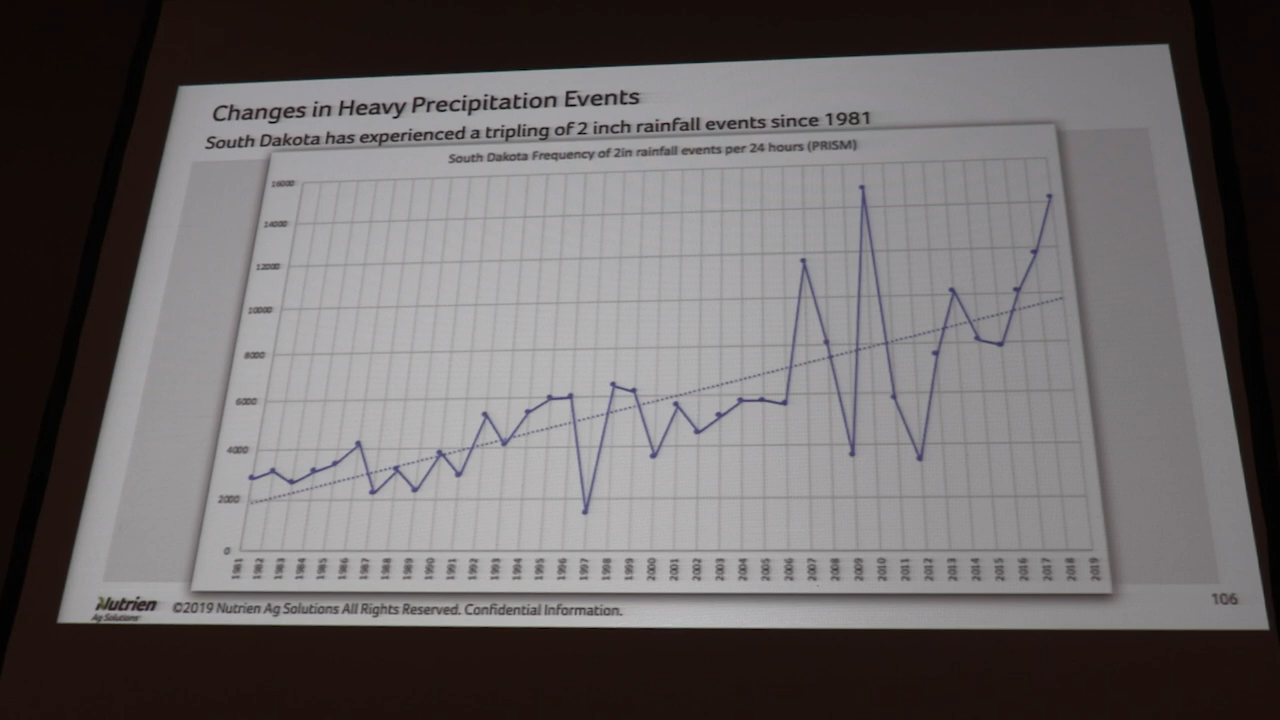 Changes in Heavy Precipitation Events
South Dakota has experienced a tripling of 2 inch rainfall events since 1981
South Dakota Frequency of 2in rainfall events per 24 hours (PRISM)
16000
14000
12000
10000
8000
6000
4000
2000
0
1981 1982 1983 1984 1985 1986 1987 1988 1989 1990 1991 1992 1993 1994 1995 1996 1997 1998 1999 2000 2001 2002 2003 2004 2005 2006 2007 2008 2009 2010 2011 2012 2013 2014 2015 2016 2017 2018 2019
Nutrien
Ag Solutions
©2019 Nutrien Ag Solutions All Rights Reserved. Confidential Information.
106